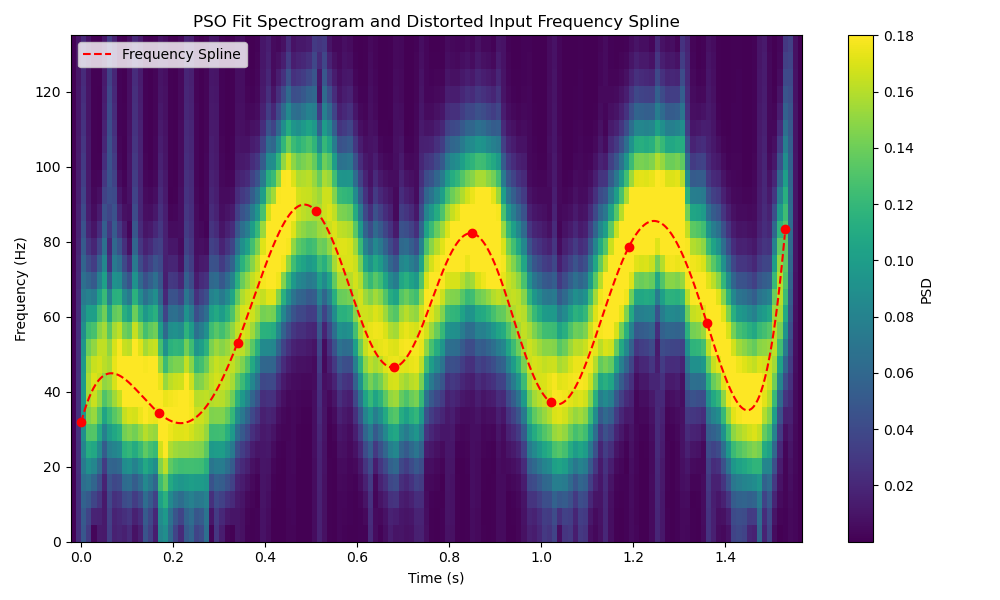 PSO Fit Spectrogram and Distorted Input Frequency Spline
Frequency Spline
Frequency (Hz)
120
100
80
60
40
20
0
0.0 0.2 0.4 0.6 0.8 1.0 1.2 1.4
Time (s)
0.18
0.16
0.14
0.12
0.10
0.08
0.06
0.04
0.02
PSD